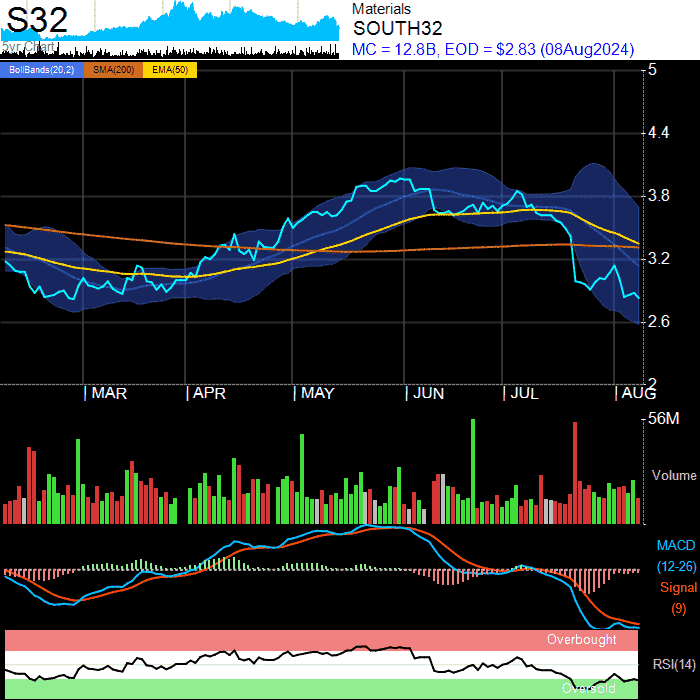 S32
5yr Chart
Materials
SOUTH32
MC = 12.8B, EOD = $2.83 (08Aug2024)
BollBands(20,2) SMA(200) EMA(50)
5
4.4
3.8
3.2
2.6
2
| MAR | APR | MAY | JUN | JUL | AUG
56M
Volume
MACD
(12-26)
Signal
(9)
Overbought
RSI(14)
Oversold